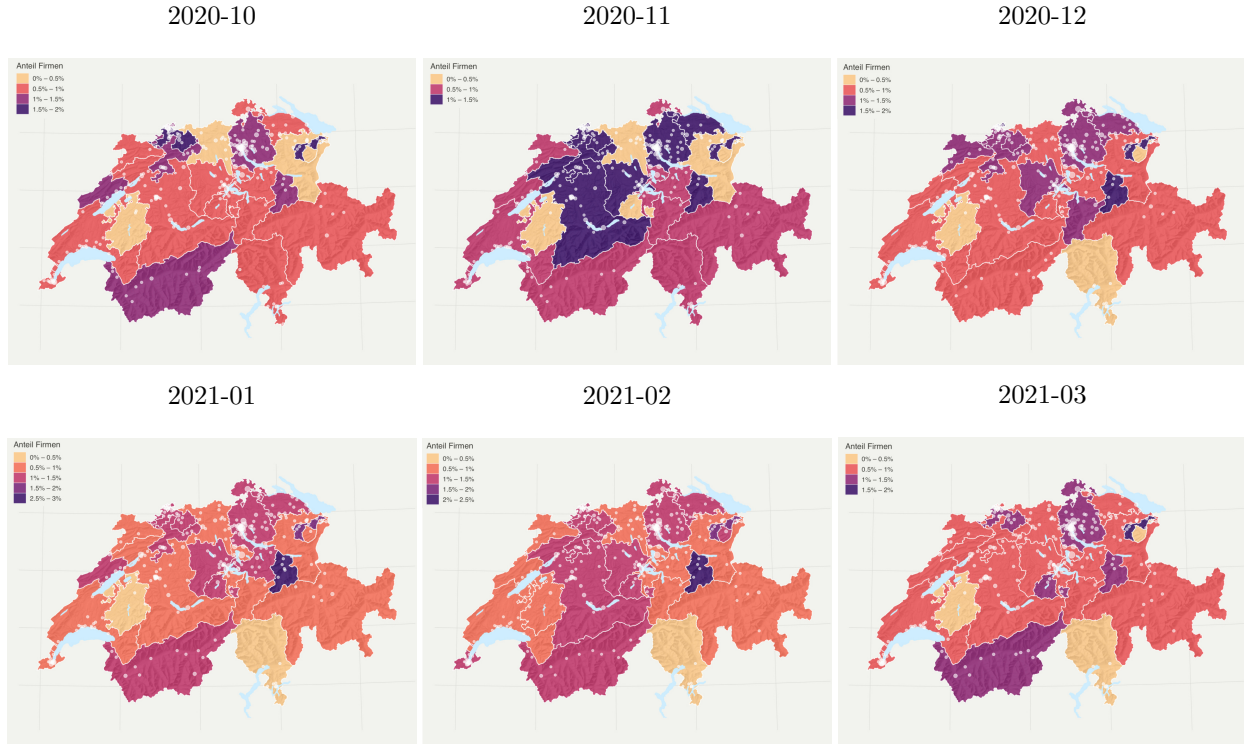 2020-10
2020-11
2020-12
Anteil Firmen
0% – 0.5%
0.5% – 1%
1% – 1.5%
1.5% – 2%
Anteil Firmen
0% – 0.5%
0.5% – 1%
1% – 1.5%
Anteil Firmen
0% – 0.5%
0.5% – 1%
1% – 1.5%
1.5% – 2%
2021-01
2021-02
2021-03
Anteil Firmen
0% – 0.5%
0.5% – 1%
1% – 1.5%
1.5% – 2%
2.5% – 3%
Anteil Firmen
0% – 0.5%
0.5% – 1%
1% – 1.5%
1.5% – 2%
2% – 2.5%
Anteil Firmen
0% – 0.5%
0.5% – 1%
1% – 1.5%
1.5% – 2%